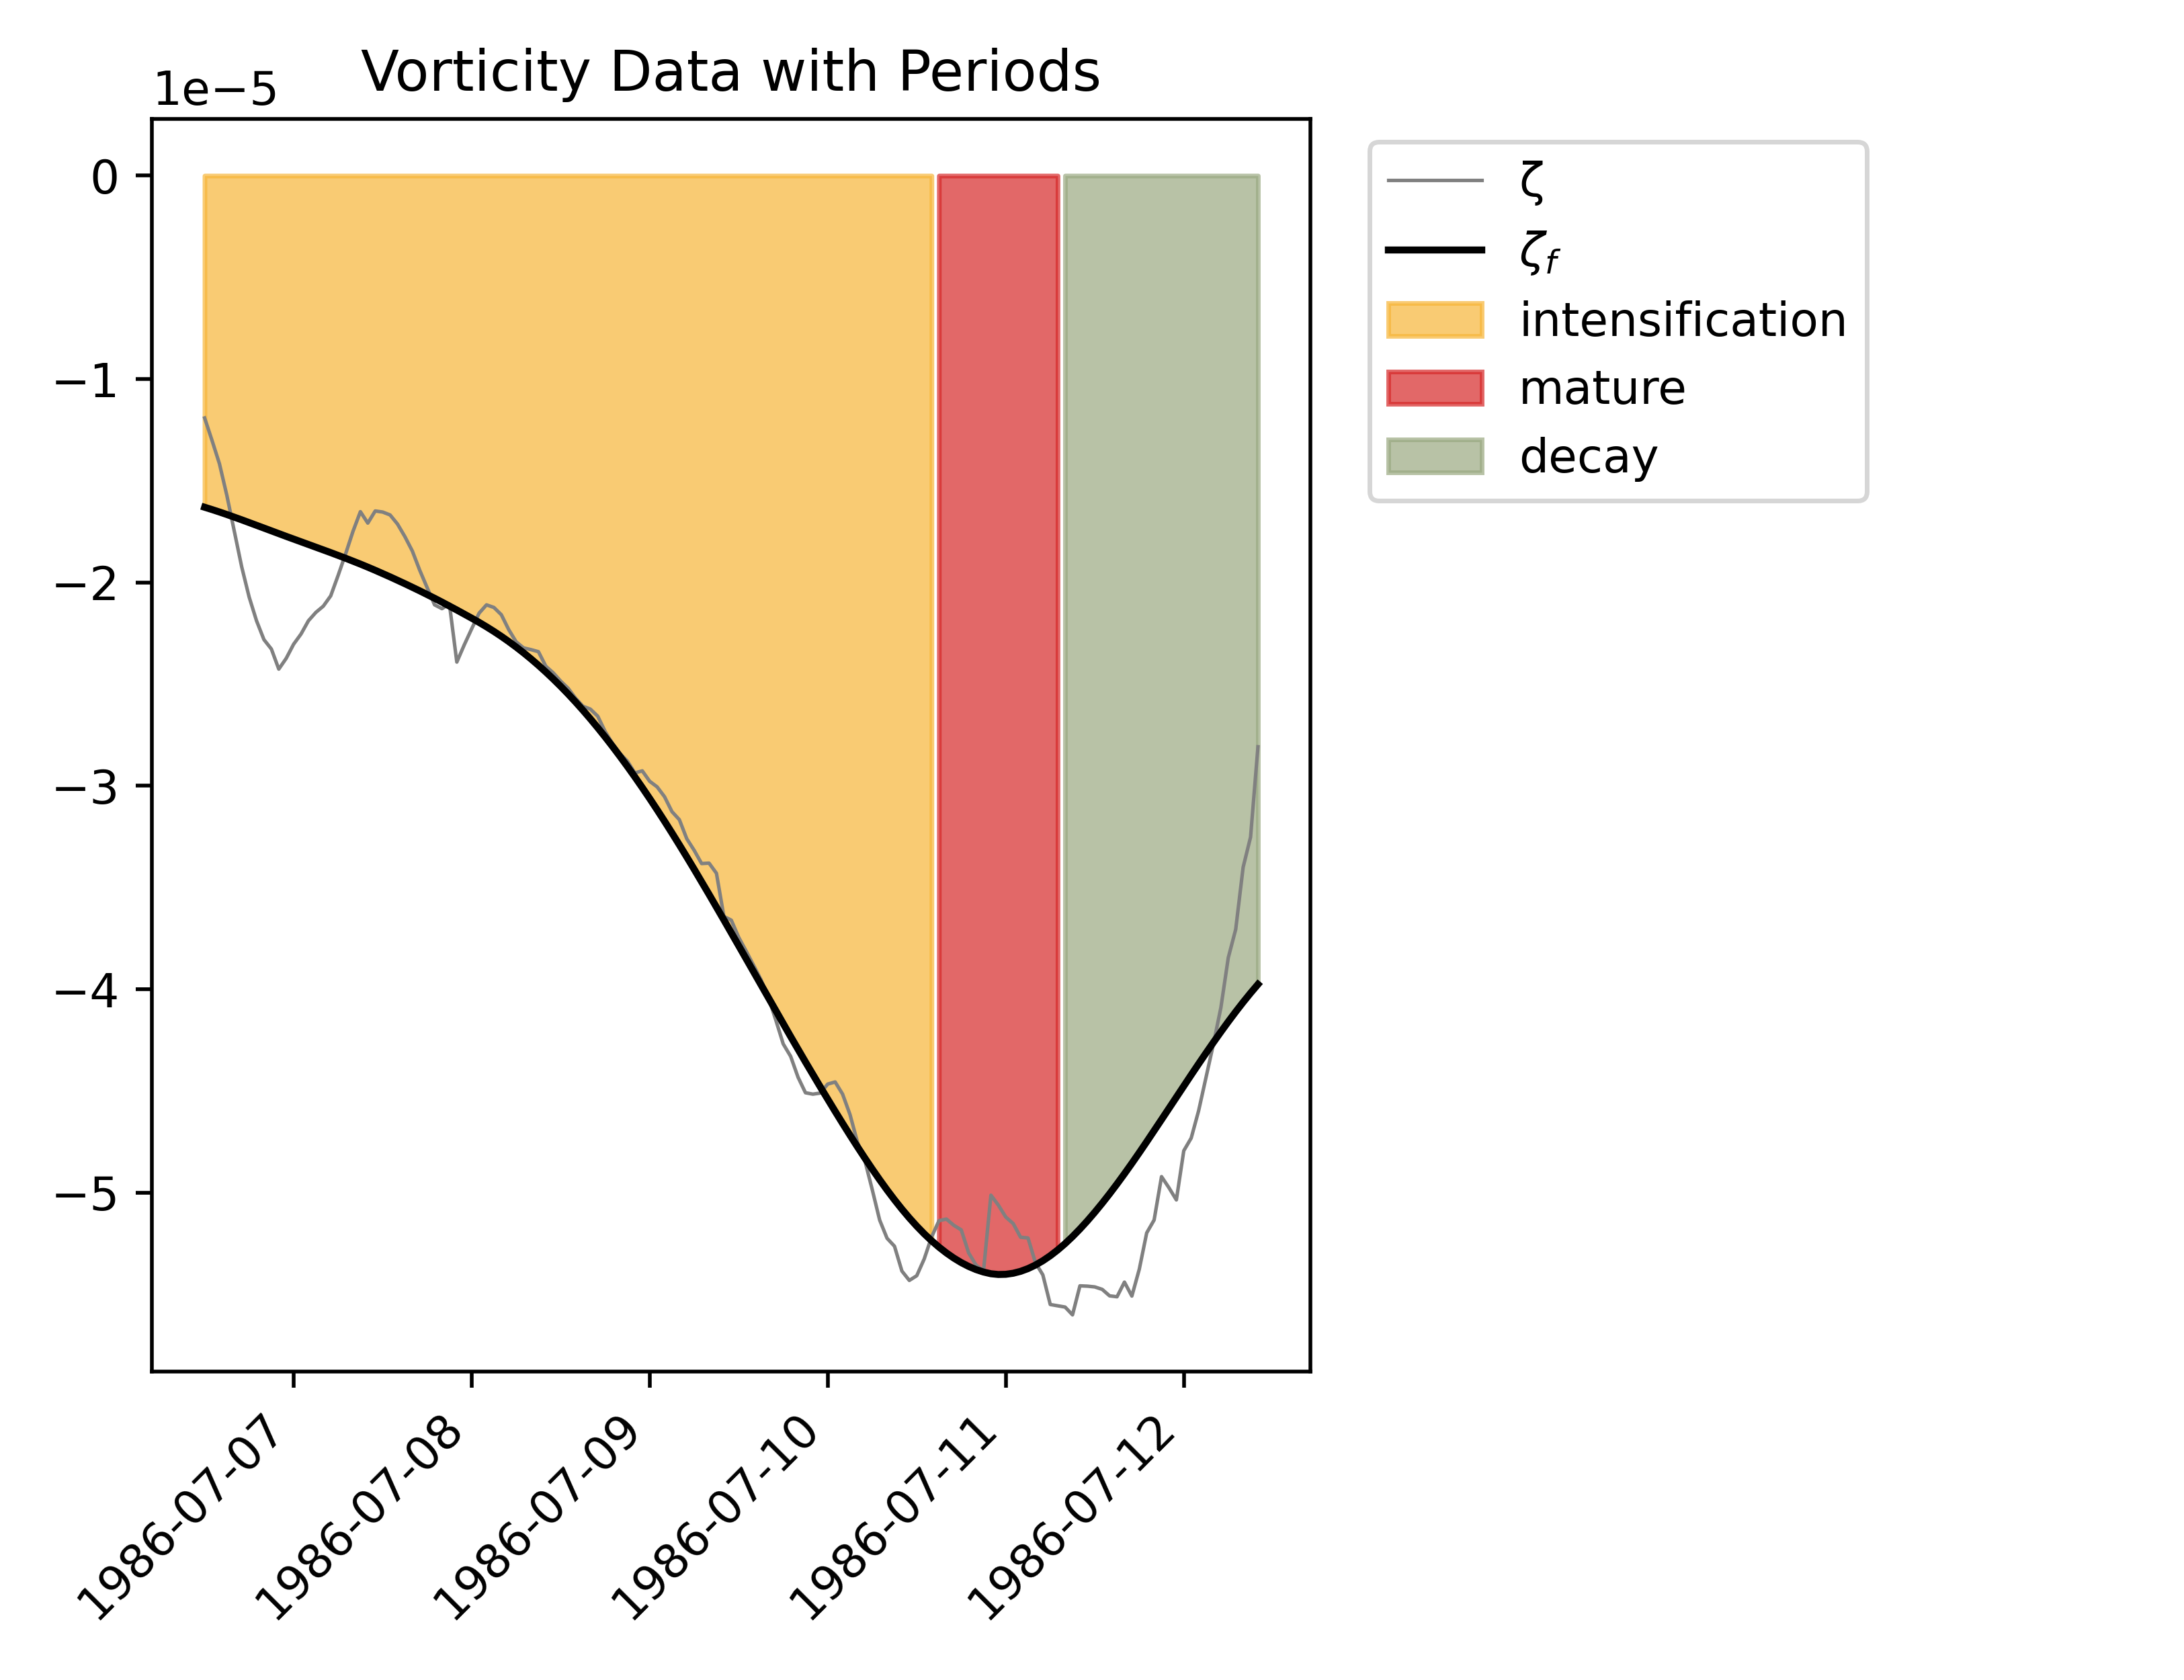 Vorticity Data with Periods
1e−5
0
−1
−2
−3
−4
−5
1986-07-07
1986-07-08
1986-07-09
1986-07-10
1986-07-11
1986-07-12
ζ
ζf
intensification
mature
decay